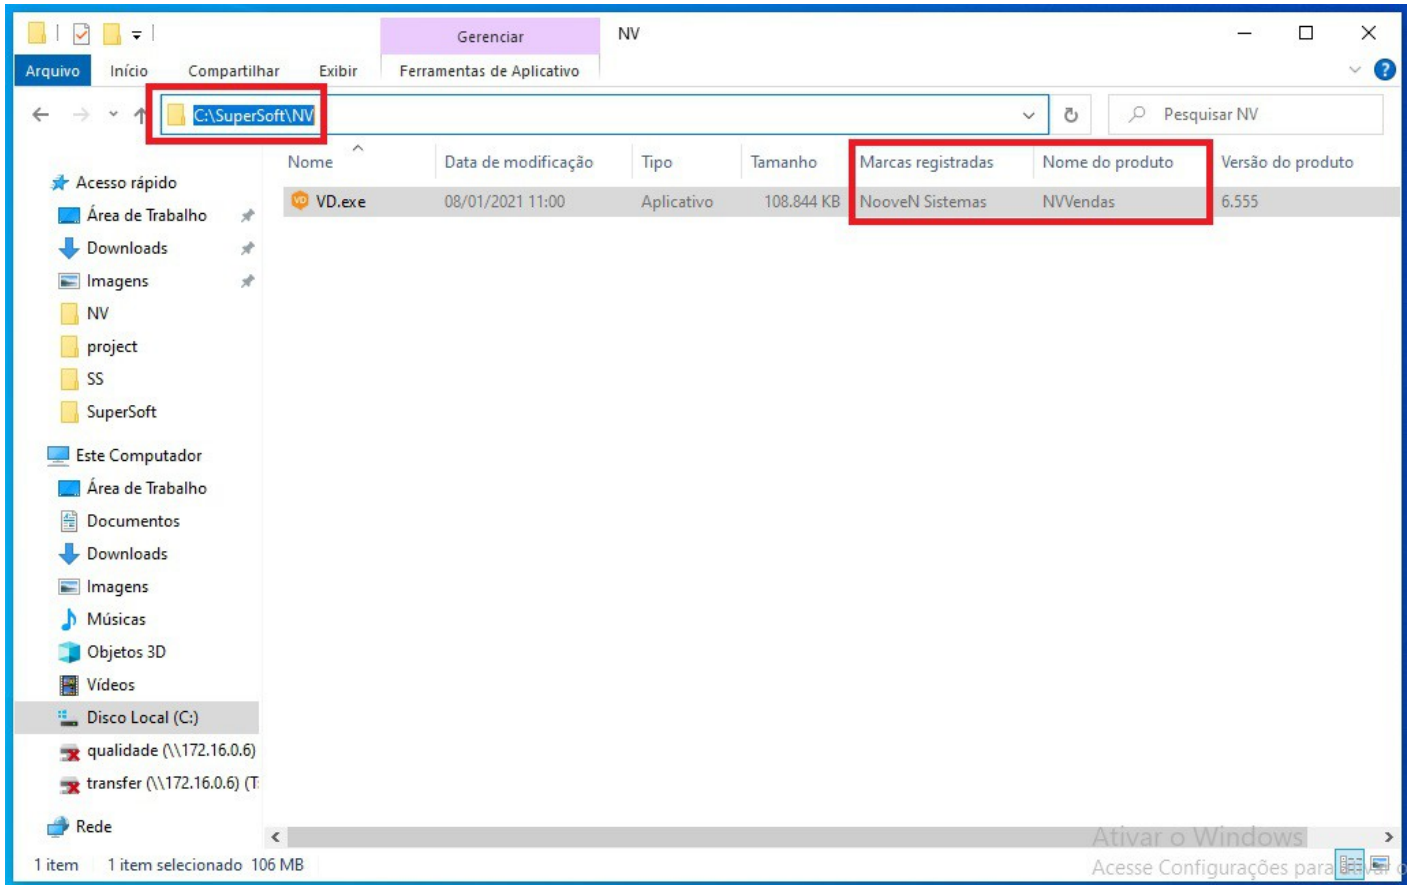 Gerenciar NV
Arquivo Início Compartilhar Exibir Ferramentas de Aplicativo
C:\SuperSoft\NV Pesquisar NV
Nome Data de modificação Tipo Tamanho Marcas registradas Nome do produto Versão do produto
VD VD.exe 08/01/2021 11:00 Aplicativo 108.844 KB NooveN Sistemas NVVendas 6.555
Acesso rápido
Área de Trabalho
Downloads
Imagens
NV
project
SS
SuperSoft
Este Computador
Área de Trabalho
Documentos
Downloads
Imagens
Músicas
Objetos 3D
Vídeos
Disco Local (C:)
qualidade (\\172.16.0.6)
transfer (\\172.16.0.6) (T:
Rede
Ativar o Windows
1 item 1 item selecionado 106 MB
Acesse Configurações para ativar o